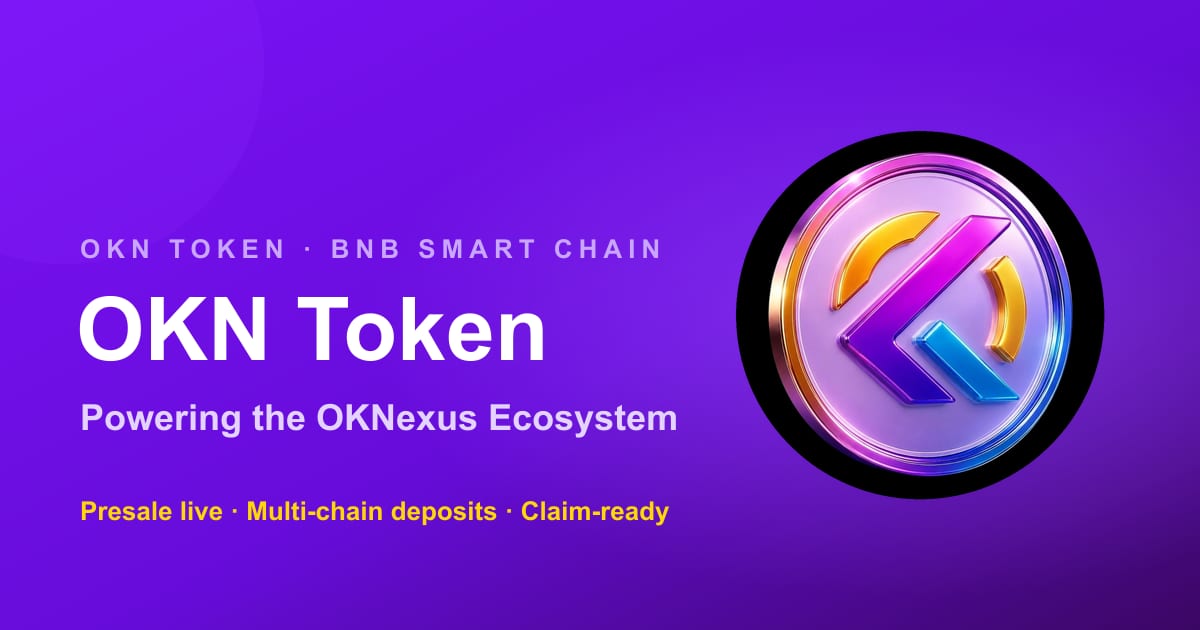 OKN TOKEN · BNB SMART CHAIN
OKN Token
Powering the OKNexus Ecosystem
Presale live · Multi-chain deposits · Claim-ready